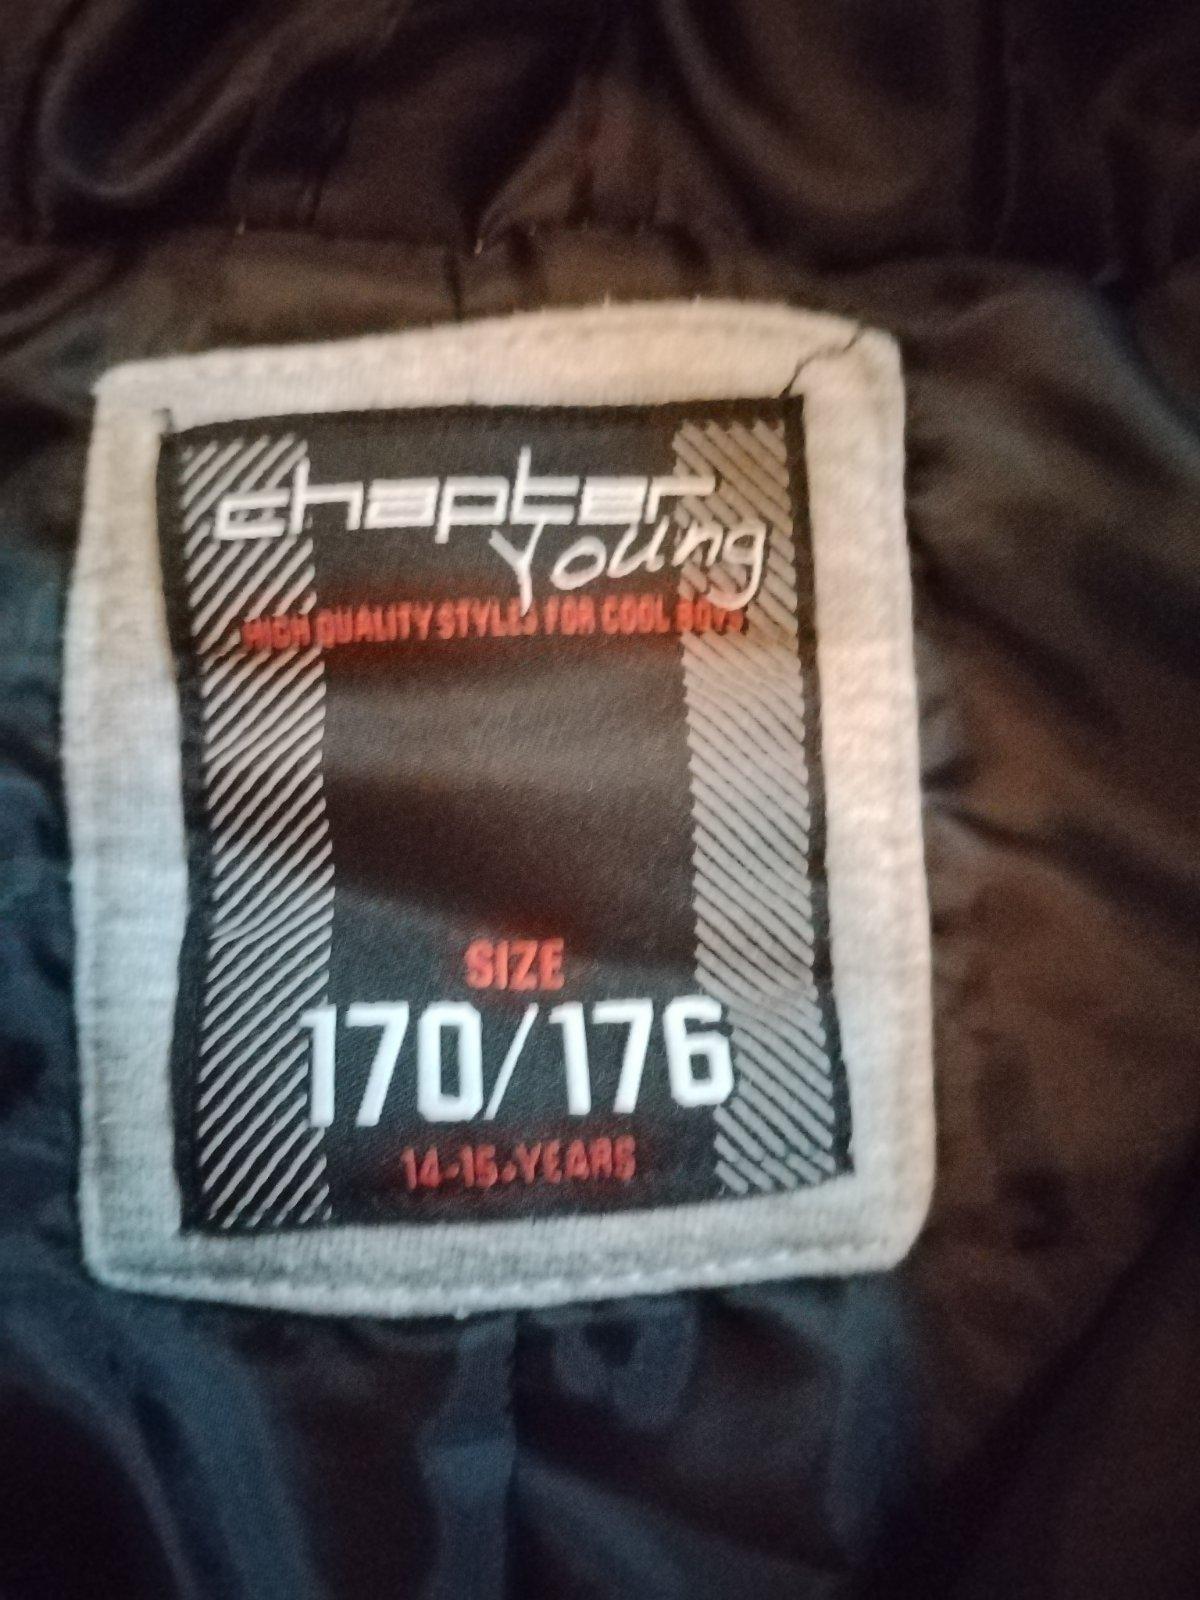 chapter
Young
HIGH QUALITY STYLES FOR COOL BOYS
SIZE
170/176
14-15-YEARS